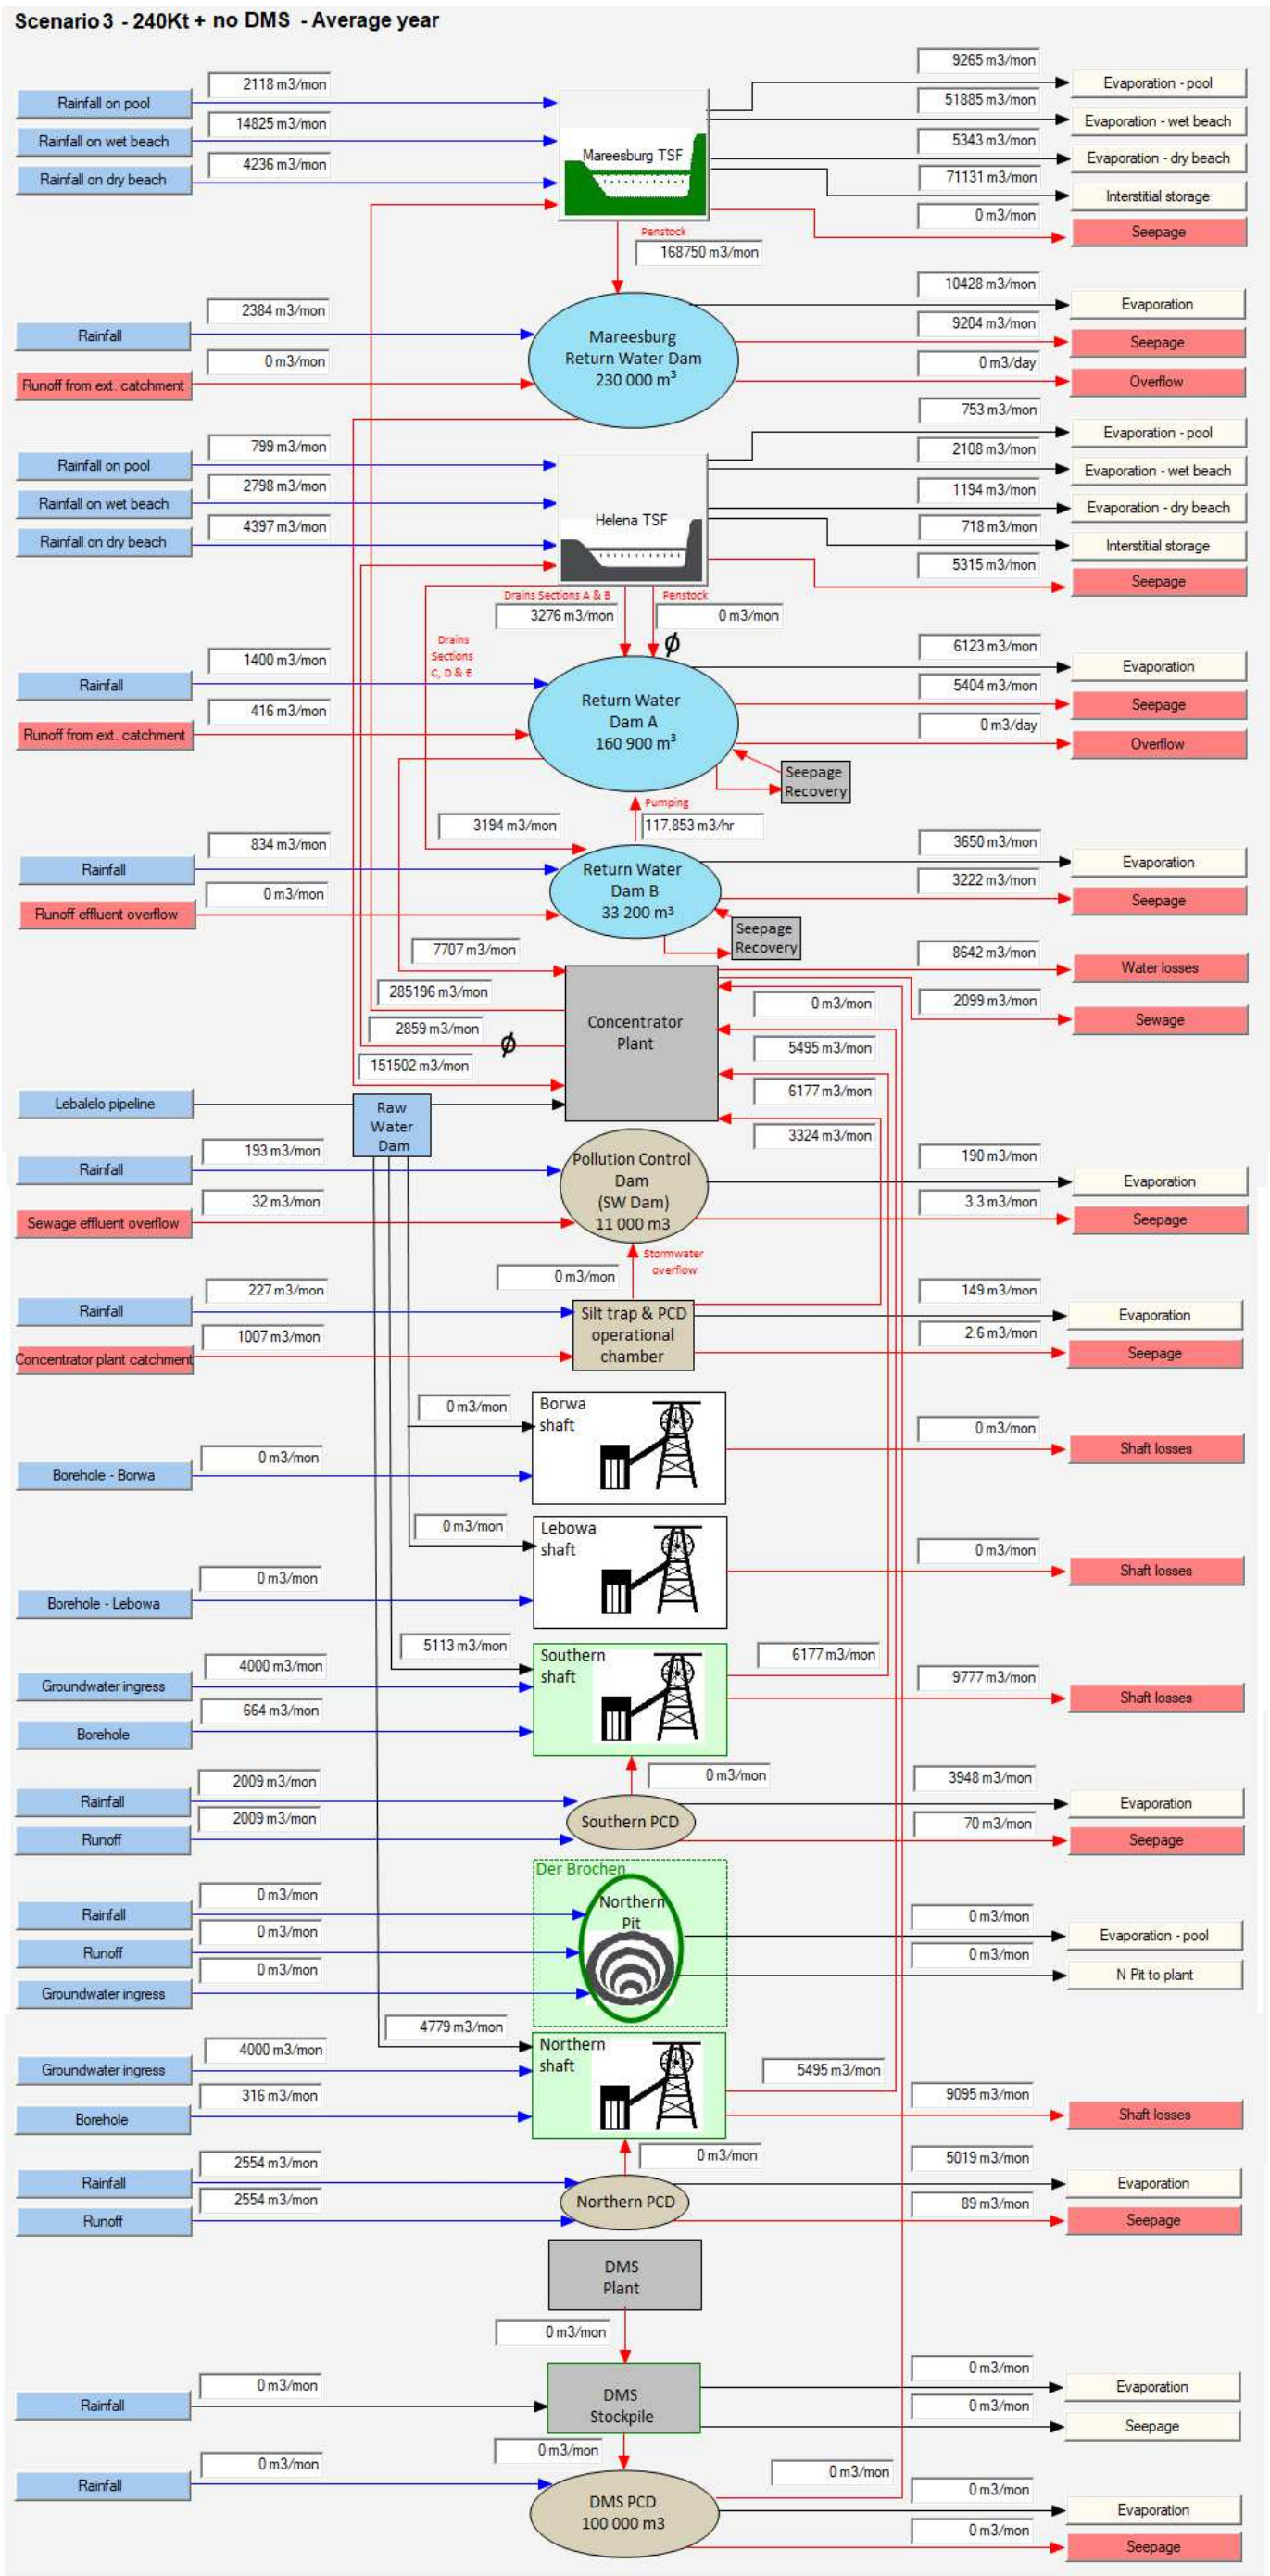 Scenario 3 - 240Kt + no DMS - Average year
Rainfall on pool
2118 m3/mon
Rainfall on wet beach
14825 m3/mon
Rainfall on dry beach
4236 m3/mon
Mareesburg TSF
9265 m3/mon
Evaporation - pool
51885 m3/mon
Evaporation - wet beach
5343 m3/mon
Evaporation - dry beach
71131 m3/mon
Interstitial storage
0 m3/mon
Seepage
Penstock
168750 m3/mon
Rainfall
2384 m3/mon
Runoff from ext. catchment
0 m3/mon
Mareesburg
Return Water Dam
230 000 m³
10428 m3/mon
Evaporation
9204 m3/mon
Seepage
0 m3/day
Overflow
Rainfall on pool
799 m3/mon
Rainfall on wet beach
2798 m3/mon
Rainfall on dry beach
4397 m3/mon
Helena TSF
753 m3/mon
Evaporation - pool
2108 m3/mon
Evaporation - wet beach
1194 m3/mon
Evaporation - dry beach
718 m3/mon
Interstitial storage
5315 m3/mon
Seepage
Drains Sections A & B
3276 m3/mon
Penstock
0 m3/mon
ϕ
Drains
Sections
C, D & E
Rainfall
1400 m3/mon
Runoff from ext. catchment
416 m3/mon
Return Water
Dam A
160 900 m³
6123 m3/mon
Evaporation
5404 m3/mon
Seepage
0 m3/day
Overflow
Seepage
Recovery
Pumping
3194 m3/mon
117.853 m3/hr
Rainfall
834 m3/mon
Runoff effluent overflow
0 m3/mon
Return Water
Dam B
33 200 m³
3650 m3/mon
Evaporation
3222 m3/mon
Seepage
Seepage
Recovery
7707 m3/mon
285196 m3/mon
2859 m3/mon
ϕ
151502 m3/mon
Concentrator
Plant
8642 m3/mon
Water losses
2099 m3/mon
Sewage
0 m3/mon
5495 m3/mon
6177 m3/mon
3324 m3/mon
Lebalelo pipeline
Raw
Water
Dam
Rainfall
193 m3/mon
Sewage effluent overflow
32 m3/mon
Pollution Control
Dam
(SW Dam)
11 000 m3
190 m3/mon
Evaporation
3.3 m3/mon
Seepage
Stormwater
overflow
0 m3/mon
Rainfall
227 m3/mon
Concentrator plant catchment
1007 m3/mon
Silt trap & PCD
operational
chamber
149 m3/mon
Evaporation
2.6 m3/mon
Seepage
0 m3/mon
Borwa
shaft
Borehole - Borwa
0 m3/mon
0 m3/mon
Shaft losses
0 m3/mon
Lebowa
shaft
Borehole - Lebowa
0 m3/mon
0 m3/mon
Shaft losses
5113 m3/mon
Southern
shaft
Groundwater ingress
4000 m3/mon
Borehole
664 m3/mon
6177 m3/mon
9777 m3/mon
Shaft losses
0 m3/mon
Rainfall
2009 m3/mon
Runoff
2009 m3/mon
Southern PCD
3948 m3/mon
Evaporation
70 m3/mon
Seepage
Der Brochen
Northern
Pit
Rainfall
0 m3/mon
Runoff
0 m3/mon
Groundwater ingress
0 m3/mon
0 m3/mon
Evaporation - pool
0 m3/mon
N Pit to plant
4779 m3/mon
Northern
shaft
Groundwater ingress
4000 m3/mon
Borehole
316 m3/mon
5495 m3/mon
9095 m3/mon
Shaft losses
0 m3/mon
Rainfall
2554 m3/mon
Runoff
2554 m3/mon
Northern PCD
5019 m3/mon
Evaporation
89 m3/mon
Seepage
DMS
Plant
0 m3/mon
Rainfall
0 m3/mon
DMS
Stockpile
0 m3/mon
Evaporation
0 m3/mon
Seepage
0 m3/mon
0 m3/mon
Rainfall
0 m3/mon
DMS PCD
100 000 m3
0 m3/mon
Evaporation
0 m3/mon
Seepage